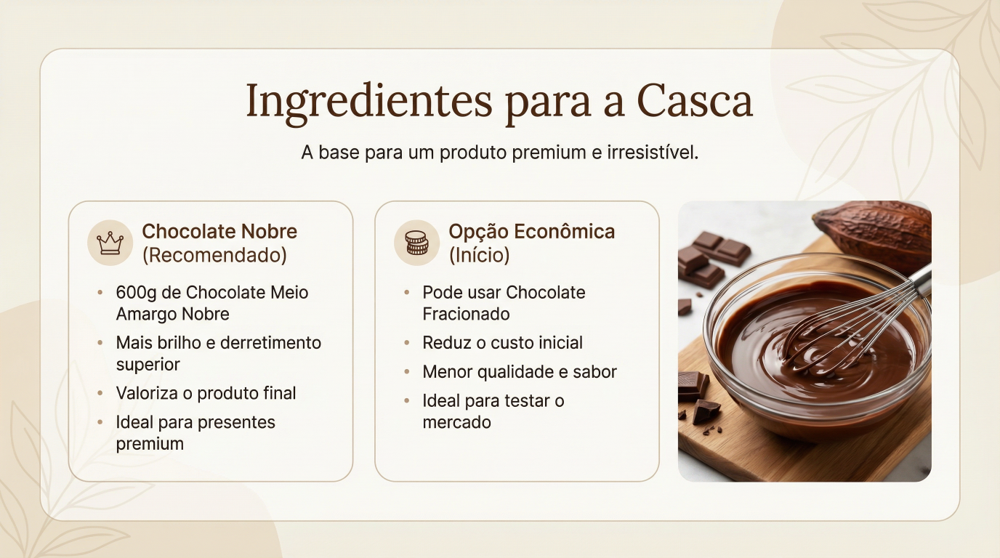 Ingredientes para a Casca
A base para um produto premium e irresistível.
Chocolate Nobre
(Recomendado)
• 600g de Chocolate Meio
Amargo Nobre
• Mais brilho e derretimento
superior
• Valoriza o produto final
• Ideal para presentes
premium
Opção Econômica
(Início)
• Pode usar Chocolate
Fracionado
• Reduz o custo inicial
• Menor qualidade e sabor
• Ideal para testar o
mercado